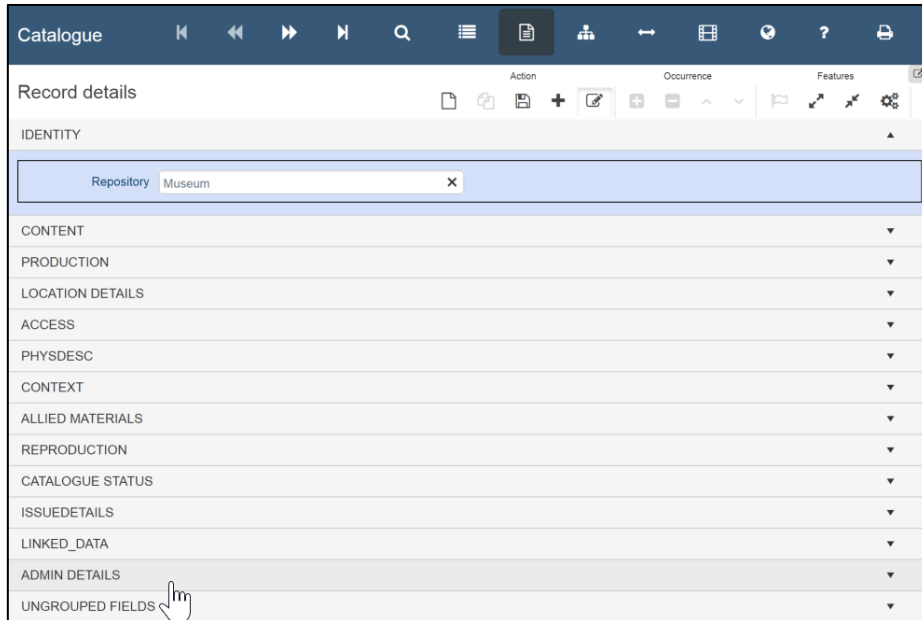 Catalogue ?
Record details
Action Occurrence Features
IDENTITY
Repository Museum
CONTENT
PRODUCTION
LOCATION DETAILS
ACCESS
PHYSDESC
CONTEXT
ALLIED MATERIALS
REPRODUCTION
CATALOGUE STATUS
ISSUEDETAILS
LINKED_DATA
ADMIN DETAILS
UNGROUPED FIELDS